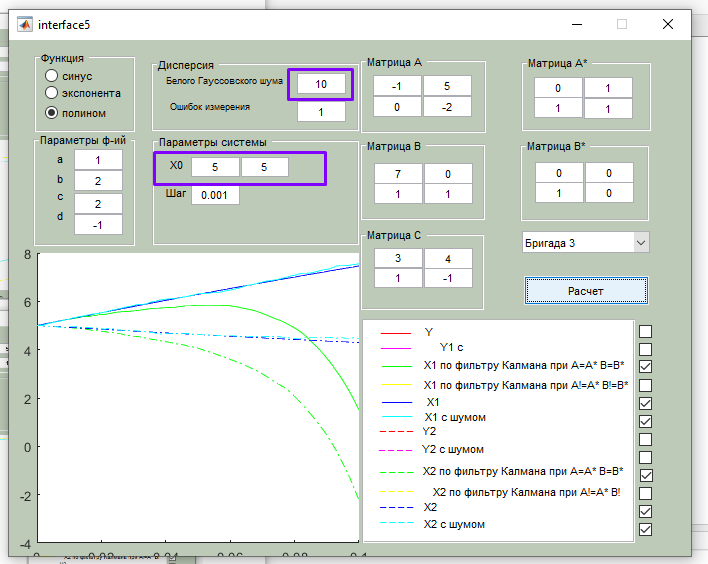 interface5
Функция
синус
экспонента
полином
Дисперсия
Белого Гауссовского шума
10
Ошибок измерения
1
Матрица A
-1 5
0 -2
Матрица A*
0 1
1 1
Параметры ф-ий
a 1
b 2
c 2
d -1
Параметры системы
X0 5 5
Шаг 0.001
Матрица B
7 0
1 1
Матрица B*
0 0
1 0
Матрица C
3 4
1 -1
Бригада 3
Расчет
8
6
4
2
0
-2
-4
0 0.02 0.04 0.06 0.08 0.1
Y
Y1 с
X1 по фильтру Калмана при A=A* B=B*
X1 по фильтру Калмана при A!=A* B!=B*
X1
X1 с шумом
Y2
Y2 с шумом
X2 по фильтру Калмана при A=A* B=B*
X2 по фильтру Калмана при A!=A* B!
X2
X2 с шумом